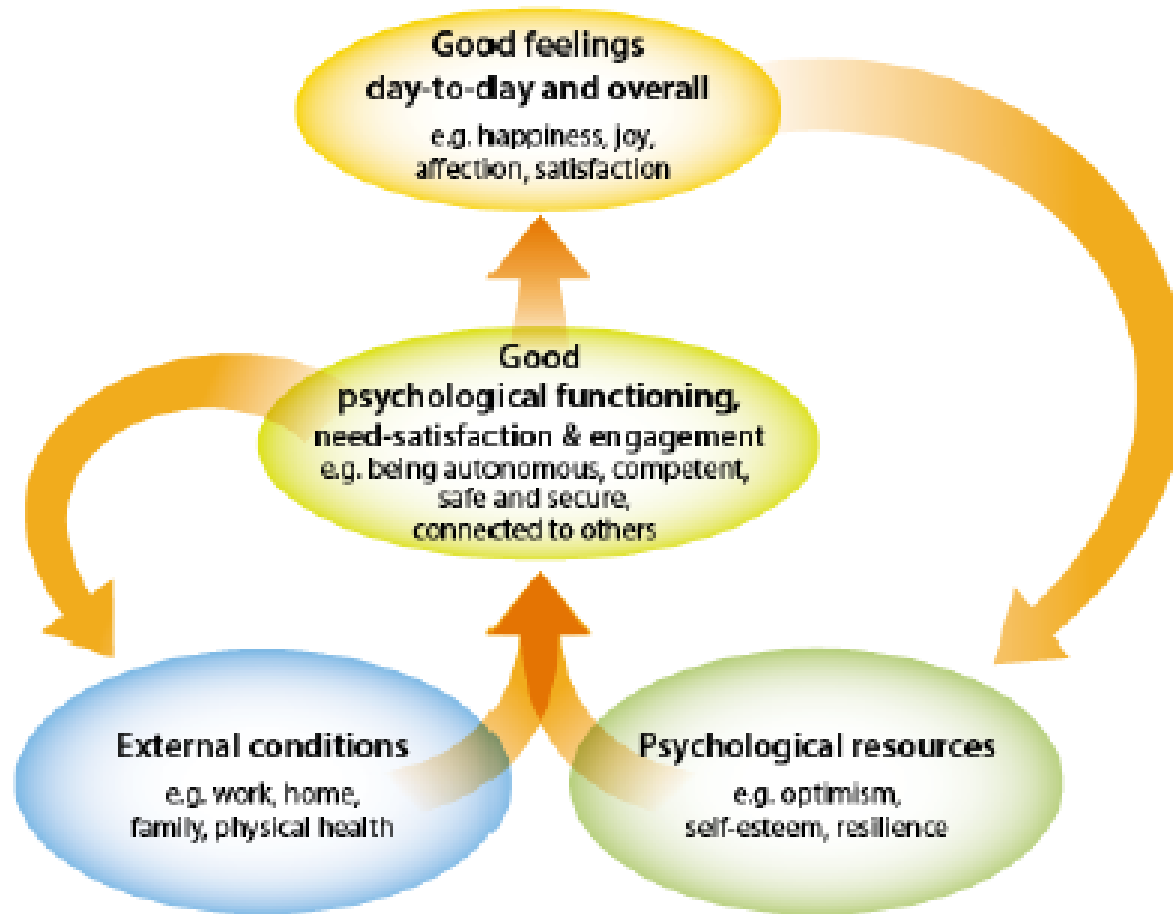 Good feelings
day-to-day and overall
e.g. happiness, joy,
affection, satisfaction
Good
psychological functioning,
need-satisfaction & engagement
e.g. being autonomous, competent,
safe and secure,
connected to others
External conditions
e.g. work, home,
family, physical health
Psychological resources
e.g. optimism,
self-esteem, resilience